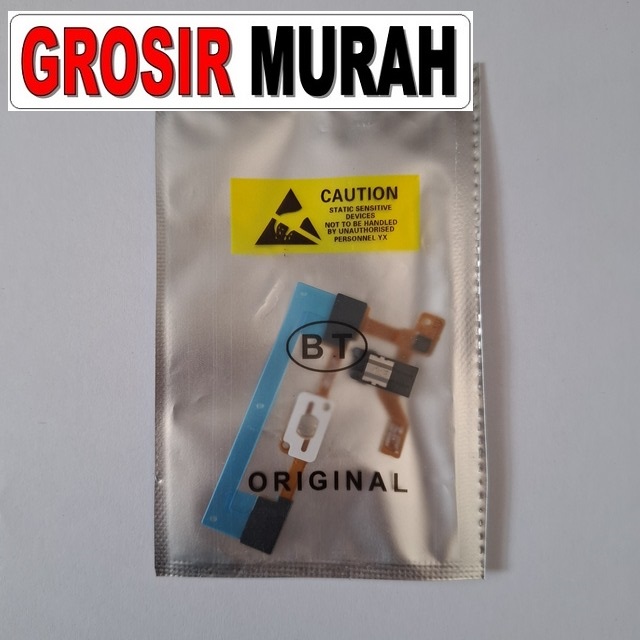 GROSIR MURAH
CAUTION
STATIC SENSITIVE
DEVICES
NOT TO BE HANDLED
BY UNAUTHORISED
PERSONNEL YX
BT
ORIGINAL